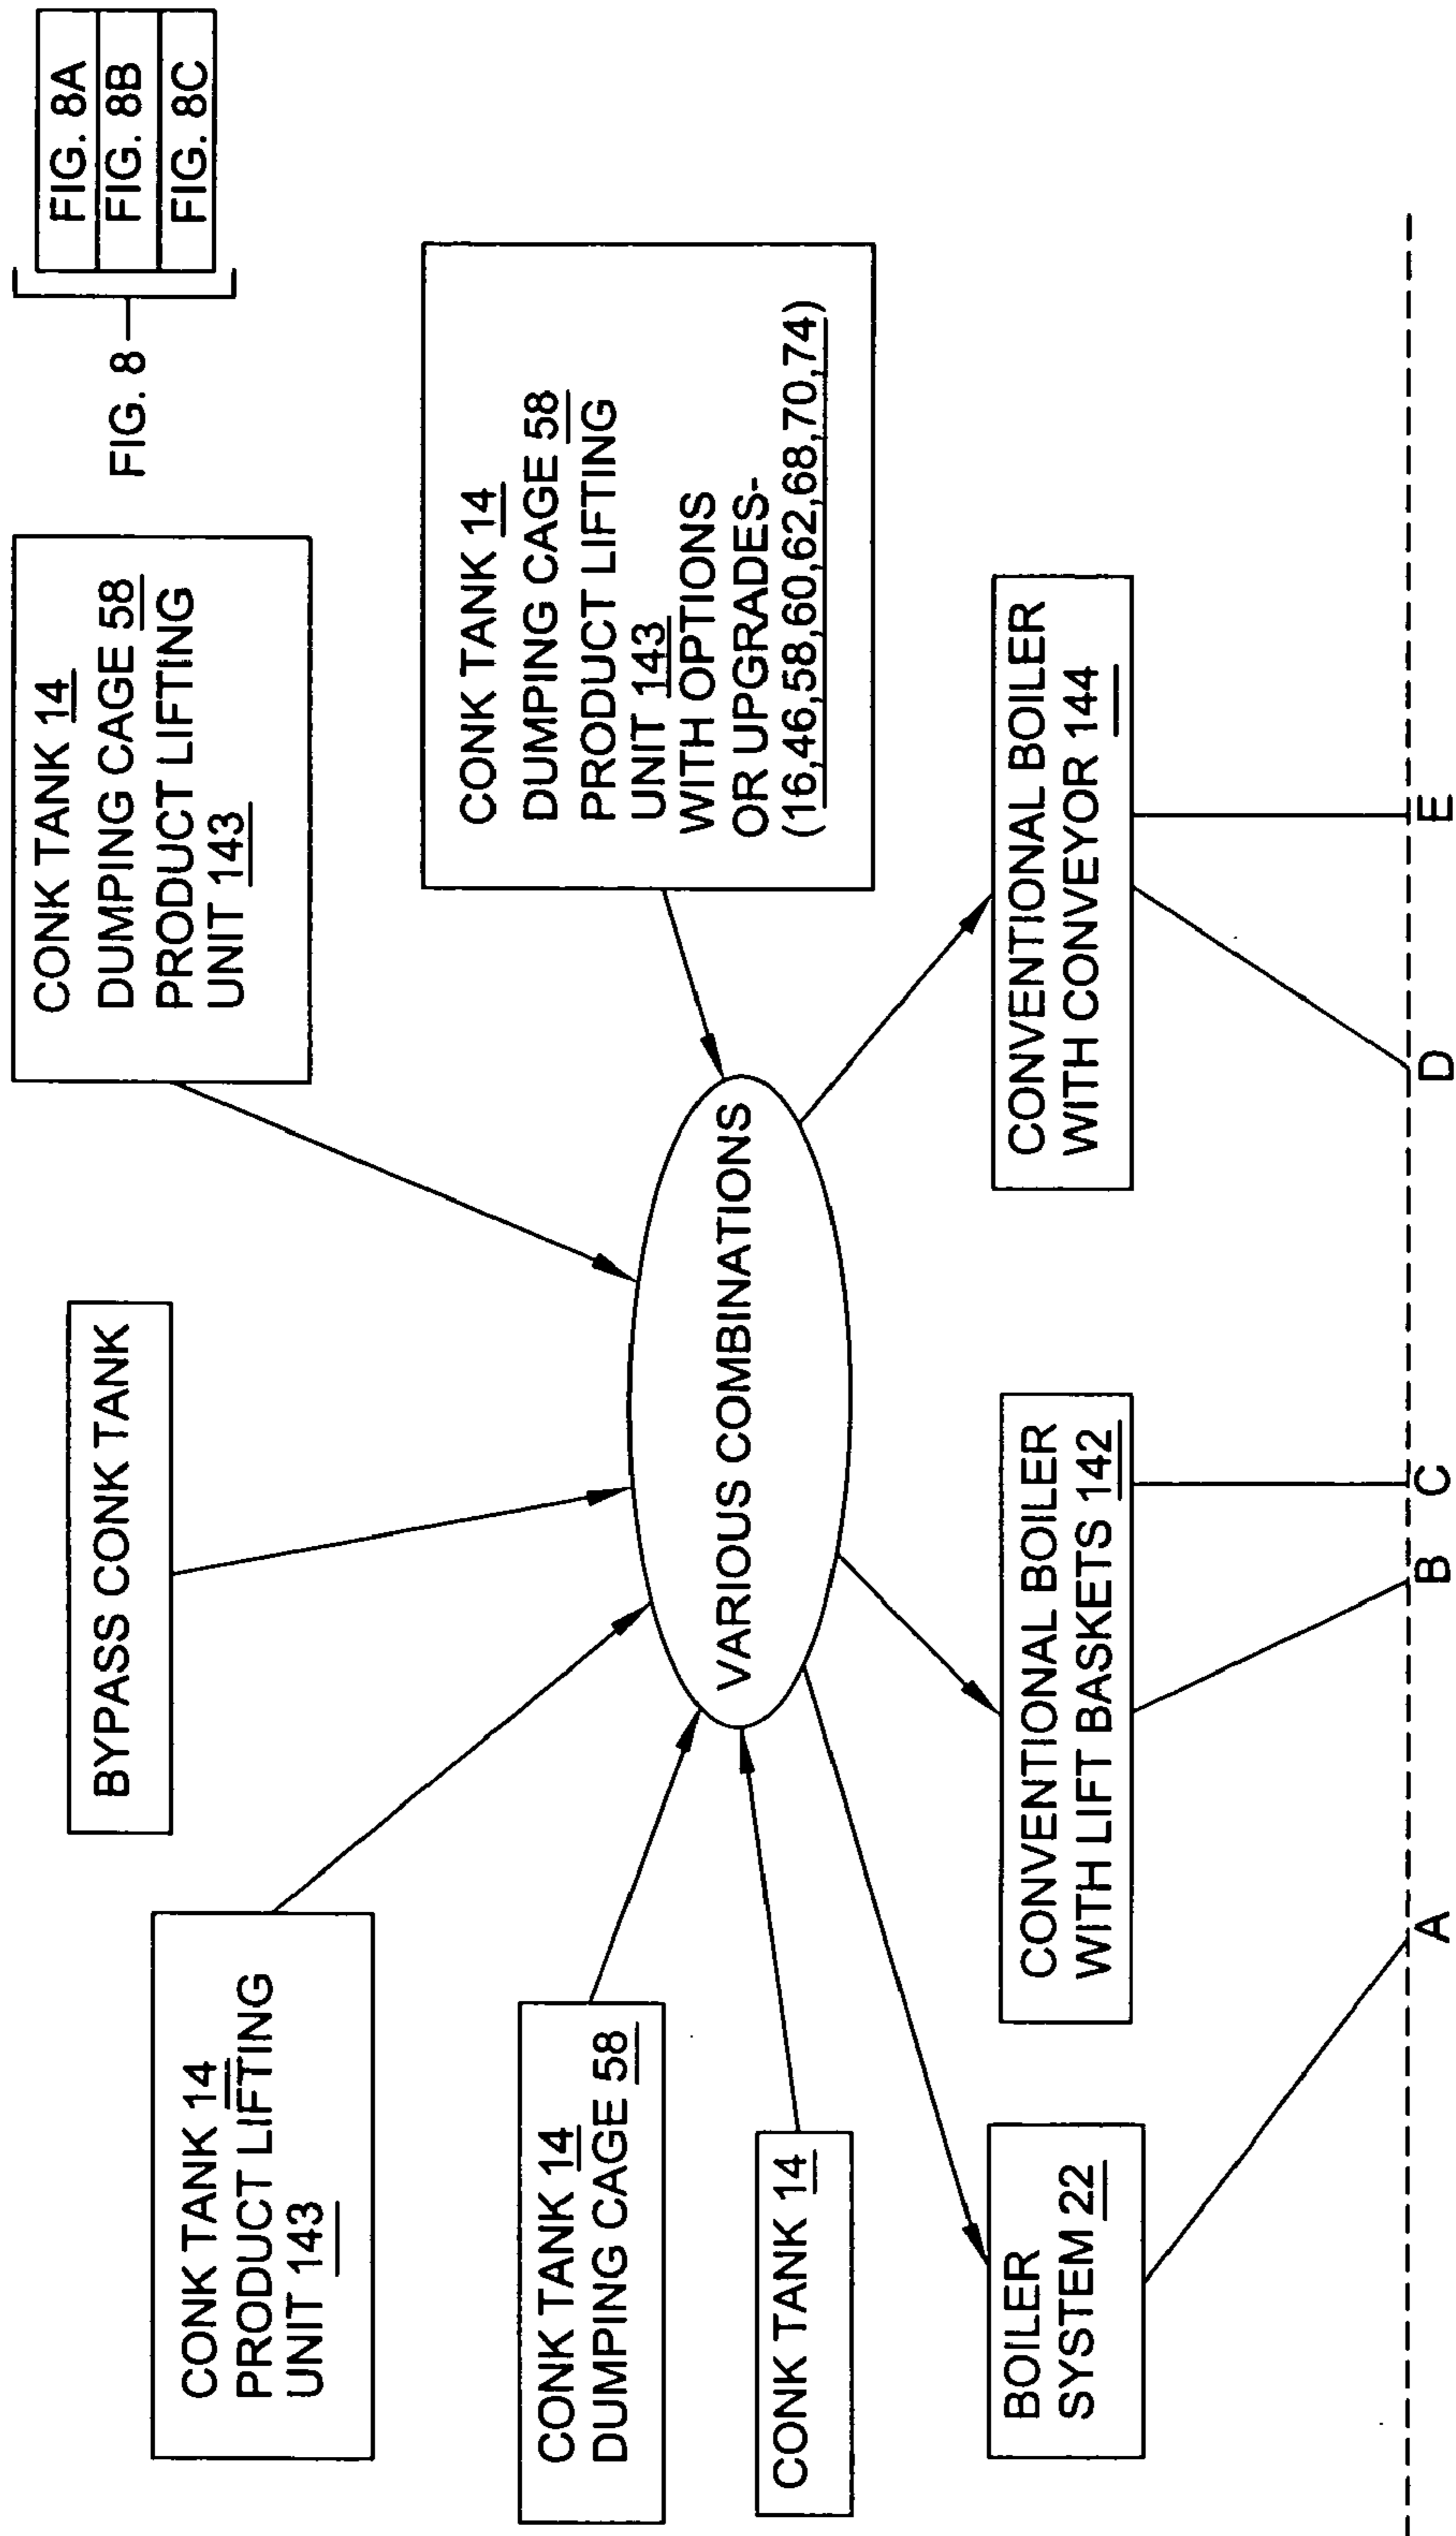 FIG. 8
FIG. 8A
FIG. 8B
FIG. 8C
CONK TANK 14
PRODUCT LIFTING
UNIT 143
BYPASS CONK TANK
CONK TANK 14
DUMPING CAGE 58
PRODUCT LIFTING
UNIT 143
CONK TANK 14
DUMPING CAGE 58
CONK TANK 14
VARIOUS COMBINATIONS
CONK TANK 14
DUMPING CAGE 58
PRODUCT LIFTING
UNIT 143
WITH OPTIONS
OR UPGRADES-
(16,46,58,60,62,68,70,74)
BOILER
SYSTEM 22
CONVENTIONAL BOILER
WITH LIFT BASKETS 142
CONVENTIONAL BOILER
WITH CONVEYOR 144
A
B
C
D
E